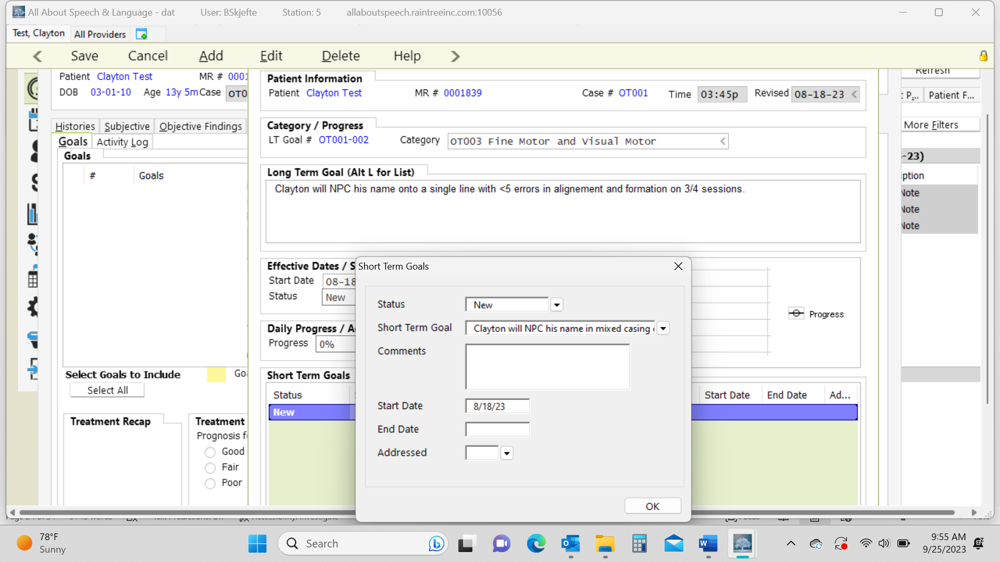 All About Speech & Language - dat User: BSkjefte Station: 5 allaboutspeech.raintreeinc.com:10056
Test, Clayton All Providers
Save Cancel Add Edit Delete Help
Patient Clayton Test MR # 0001
DOB 03-01-10 Age 13y 5m Case OT0
Histories Subjective Objective Findings
Goals Activity Log
Goals
# Goals
Select Goals to Include Goa
Select All
Treatment Recap
Treatment
Prognosis fo
Good
Fair
Poor
Patient Information
Patient Clayton Test MR # 0001839 Case # OT001 Time 03:45p Revised 08-18-23
Category / Progress
LT Goal # OT001-002 Category OT003 Fine Motor and Visual Motor
Long Term Goal (Alt L for List)
Clayton will NPC his name onto a single line with <5 errors in alignement and formation on 3/4 sessions.
Effective Dates / S
Start Date 08-18
Status New
Daily Progress / A
Progress 0%
Progress
Short Term Goals
Status Start Date End Date Ad...
New
Short Term Goals
Status New
Short Term Goal Clayton will NPC his name in mixed casing
Comments
Start Date 8/18/23
End Date
Addressed
OK
Refresh
P... Patient F...
More Filters
-23)
ption
Note
Note
Note
78°F
Sunny
Search
9:55 AM
9/25/2023